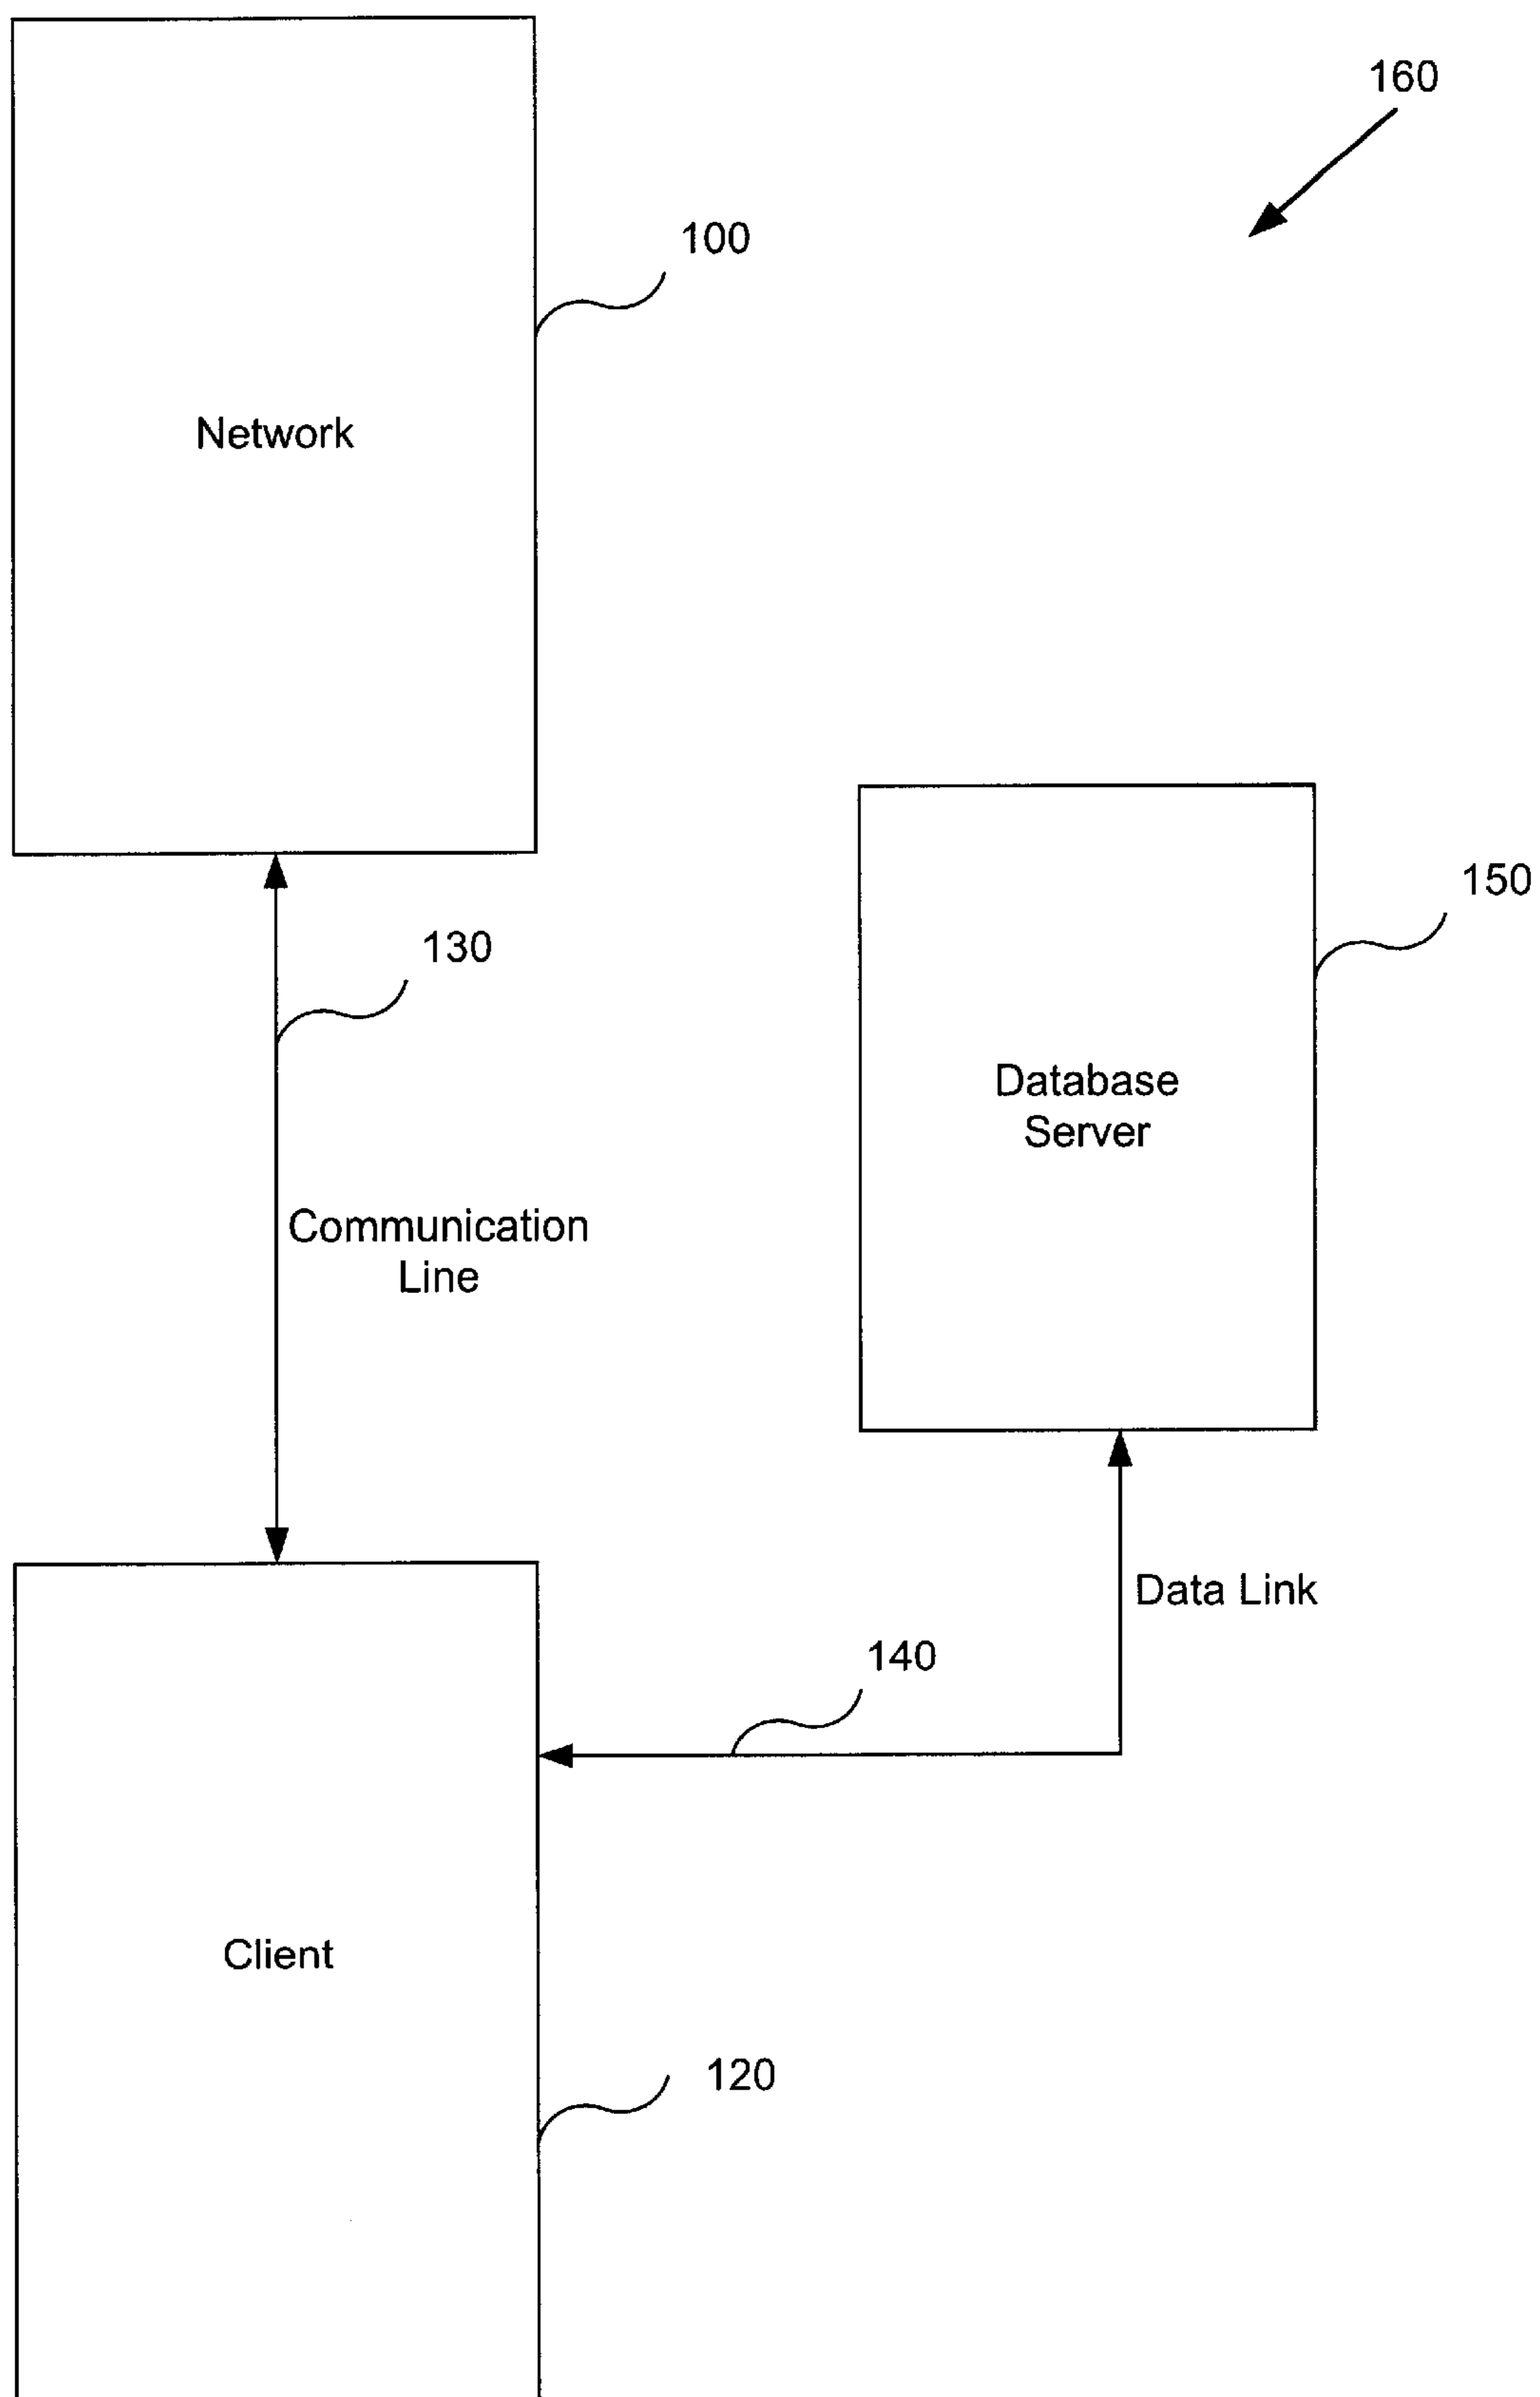 160
100
Network
150
130
Database
Server
Communication
Line
Data Link
140
Client
120